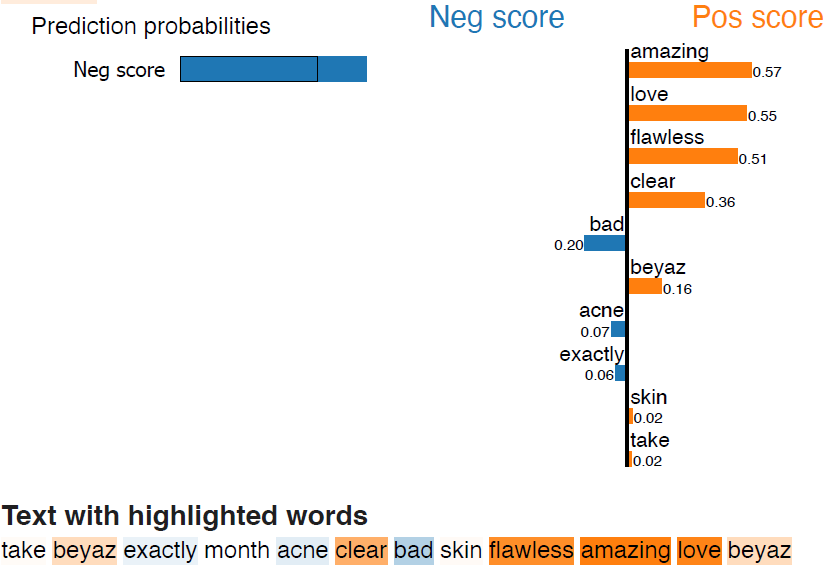 Prediction probabilities
Neg score
Neg score Pos score
amazing
0.57
love
0.55
flawless
0.51
clear
0.36
bad
0.20
beyaz
0.16
acne
0.07
exactly
0.06
skin
0.02
take
0.02
Text with highlighted words
take beyaz exactly month acne clear bad skin flawless amazing love beyaz